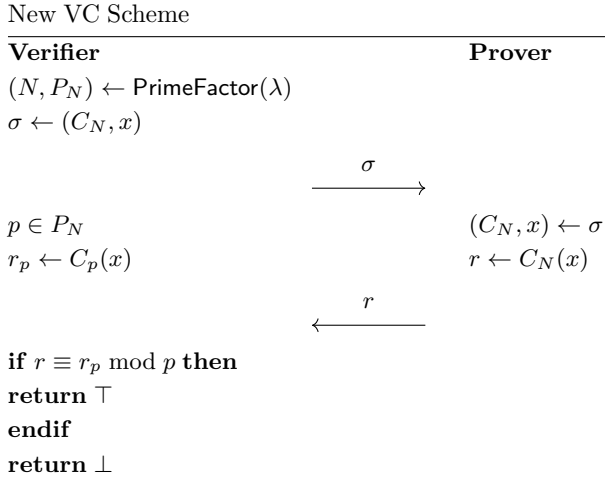 New VC Scheme
Verifier Prover
(N, P_N) ← PrimeFactor(λ)
σ ← (C_N, x)
σ
p ∈ P_N (C_N, x) ← σ
r_p ← C_p(x) r ← C_N(x)
r
if r ≡ r_p mod p then
return ⊤
endif
return ⊥